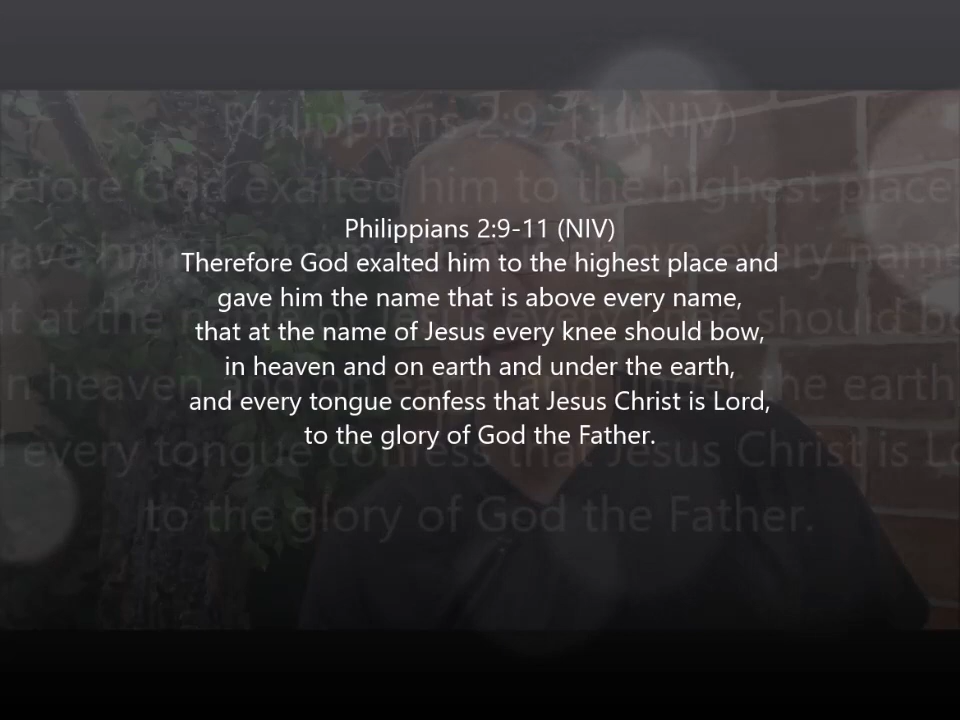 Philippians 2:9-11 (NIV)
Therefore God exalted him to the highest place and
gave him the name that is above every name,
that at the name of Jesus every knee should bow,
in heaven and on earth and under the earth,
and every tongue confess that Jesus Christ is Lord,
to the glory of God the Father.